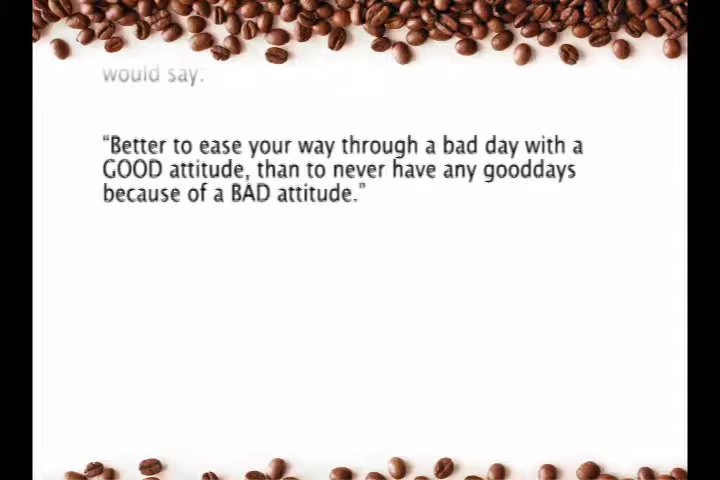 would say:
“Better to ease your way through a bad day with a
GOOD attitude, than to never have any gooddays
because of a BAD attitude.”